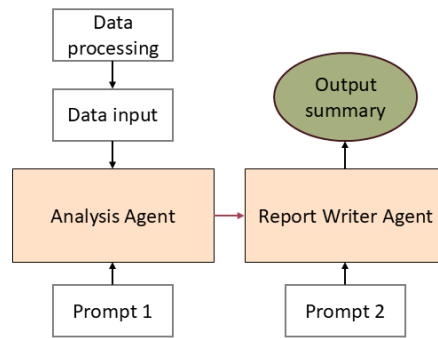 Data
processing
Data input
Output
summary
Analysis Agent
Report Writer Agent
Prompt 1
Prompt 2